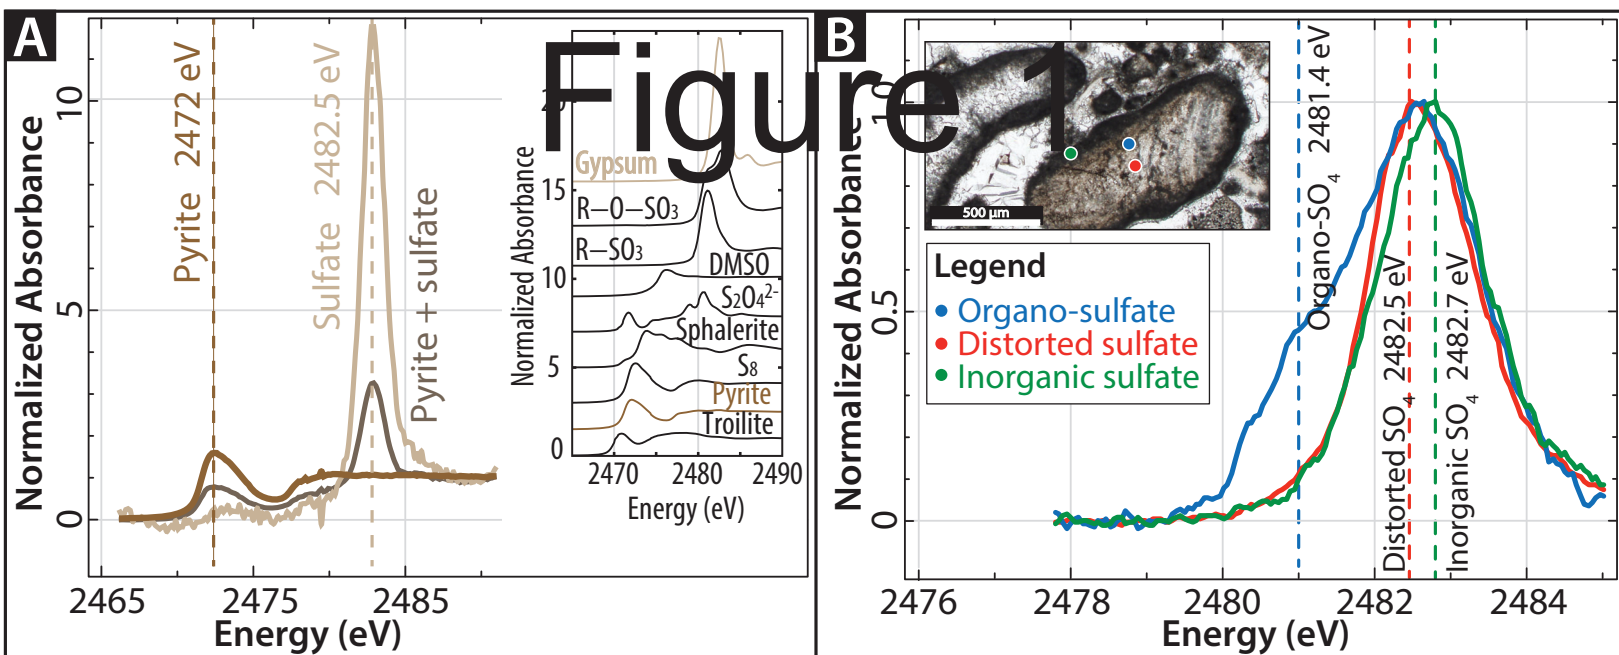 Figure 1
A
Normalized Absorbance
10
5
0
Pyrite 2472 eV
Sulfate 2482.5 eV
Pyrite + sulfate
2465
2475
2485
Energy (eV)
Normalized Absorbance
20
15
10
5
0
Gypsum
R–O–SO3
R–SO3
DMSO
S2O4 2-
Sphalerite
S8
Pyrite
Troilite
2470
2480
2490
Energy (eV)
B
Normalized Absorbance
1.0
0.5
0
500 µm
Legend
Organo-sulfate
Distorted sulfate
Inorganic sulfate
Organo-SO4 2481.4 eV
Distorted SO4 2482.5 eV
Inorganic SO4 2482.7 eV
2476
2478
2480
2482
2484
Energy (eV)